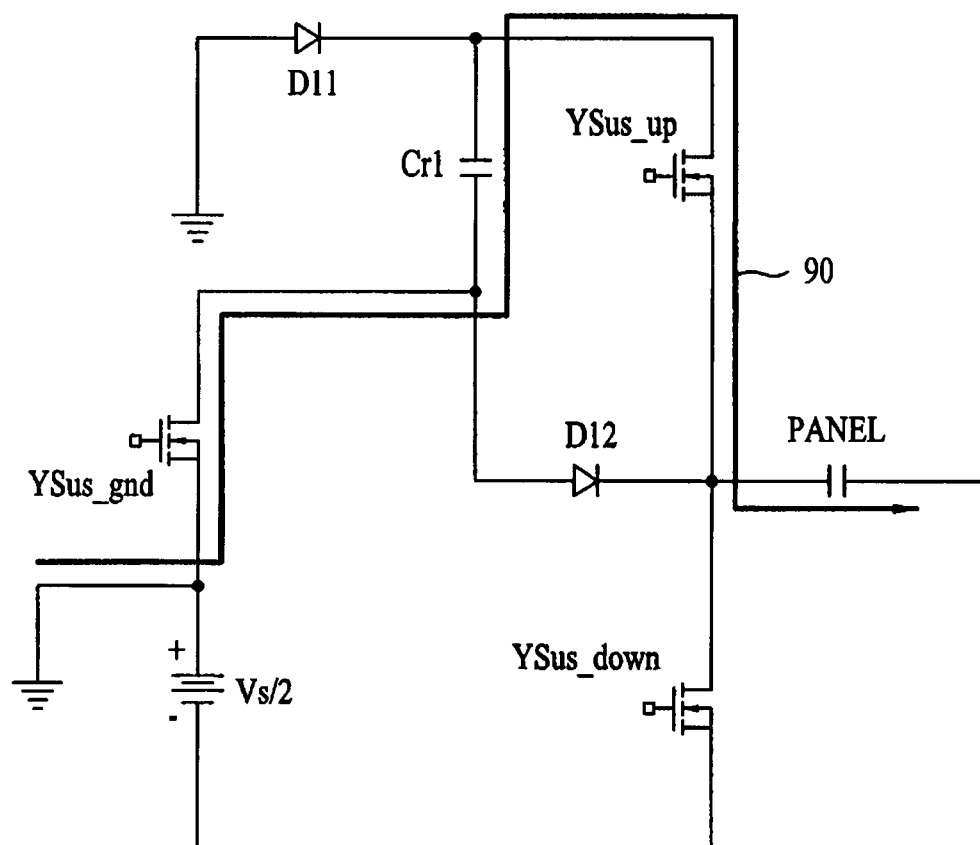 D11
YSus_up
Cr1
90
D12
PANEL
YSus_gnd
+
Vs/2
-
YSus_down